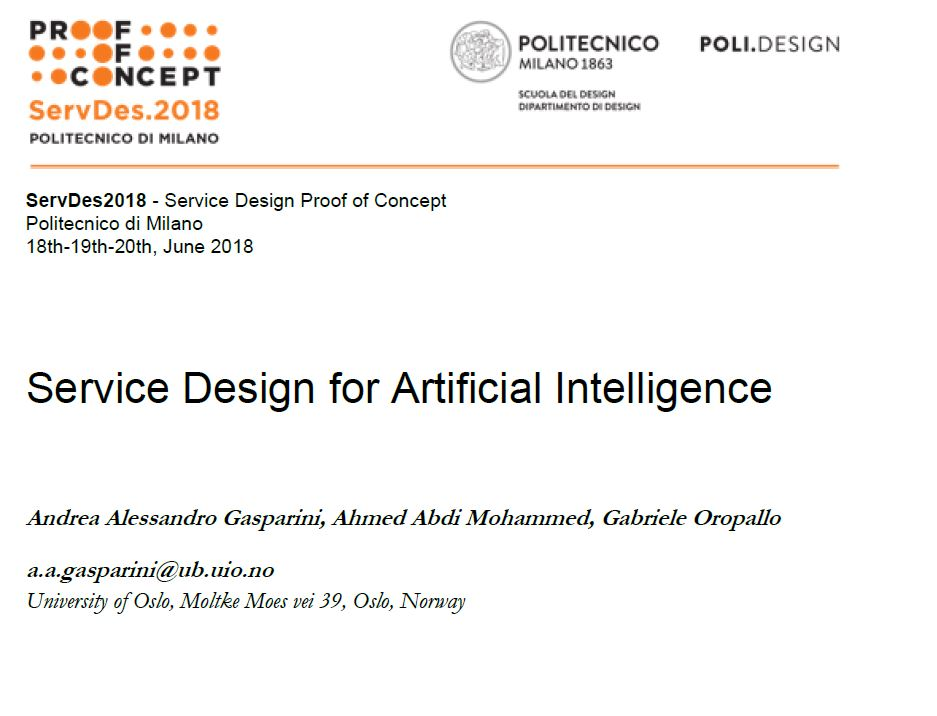 PROOF
OF
CONCEPT
ServDes.2018
POLITECNICO DI MILANO
POLITECNICO
MILANO 1863
SCUOLA DEL DESIGN
DIPARTIMENTO DI DESIGN
POLI.DESIGN
ServDes2018 - Service Design Proof of Concept
Politecnico di Milano
18th-19th-20th, June 2018
Service Design for Artificial Intelligence
Andrea Alessandro Gasparini, Ahmed Abdi Mohammed, Gabriele Oropallo
a.a.gasparini@ub.uio.no
University of Oslo, Moltke Moes vei 39, Oslo, Norway